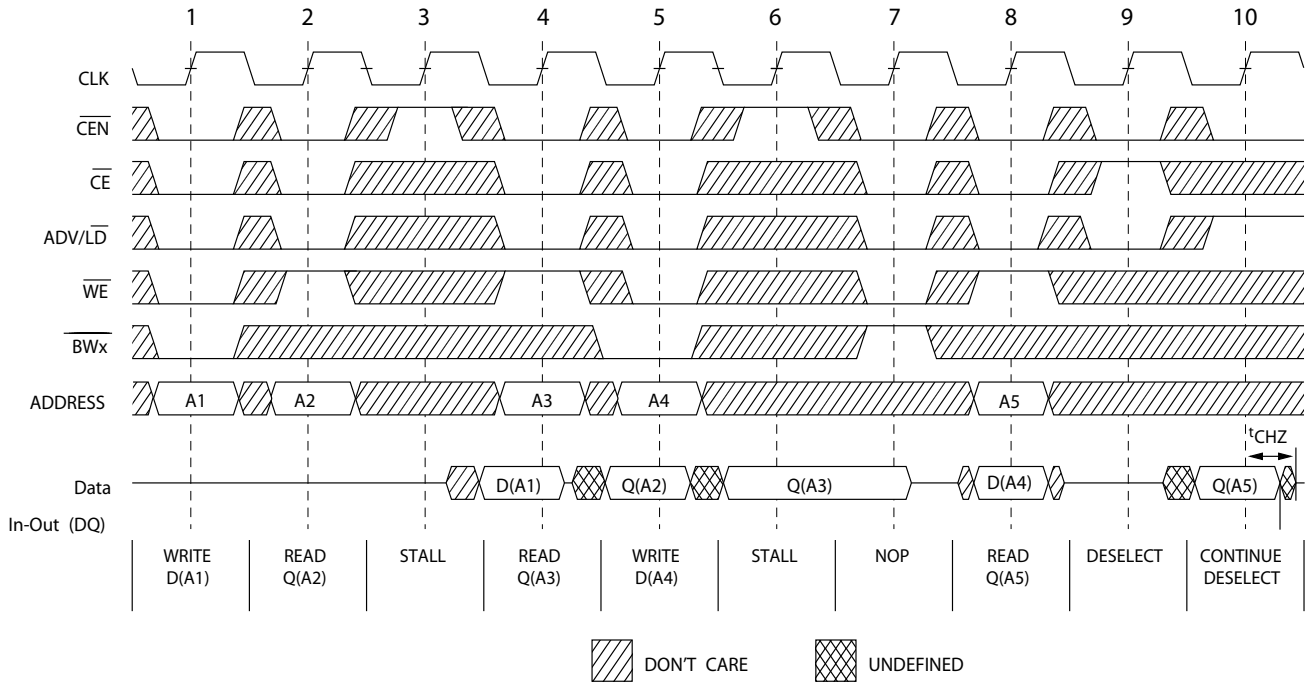 1 2 3 4 5 6 7 8 9 10
CLK
CEN
CE
ADV/LD
WE
BWx
ADDRESS A1 A2 A3 A4 A5
tCHZ
Data D(A1) Q(A2) Q(A3) D(A4) Q(A5)
In-Out (DQ)
WRITE READ STALL READ WRITE STALL NOP READ DESELECT CONTINUE
D(A1) Q(A2) Q(A3) D(A4) Q(A5) DESELECT
DON'T CARE UNDEFINED